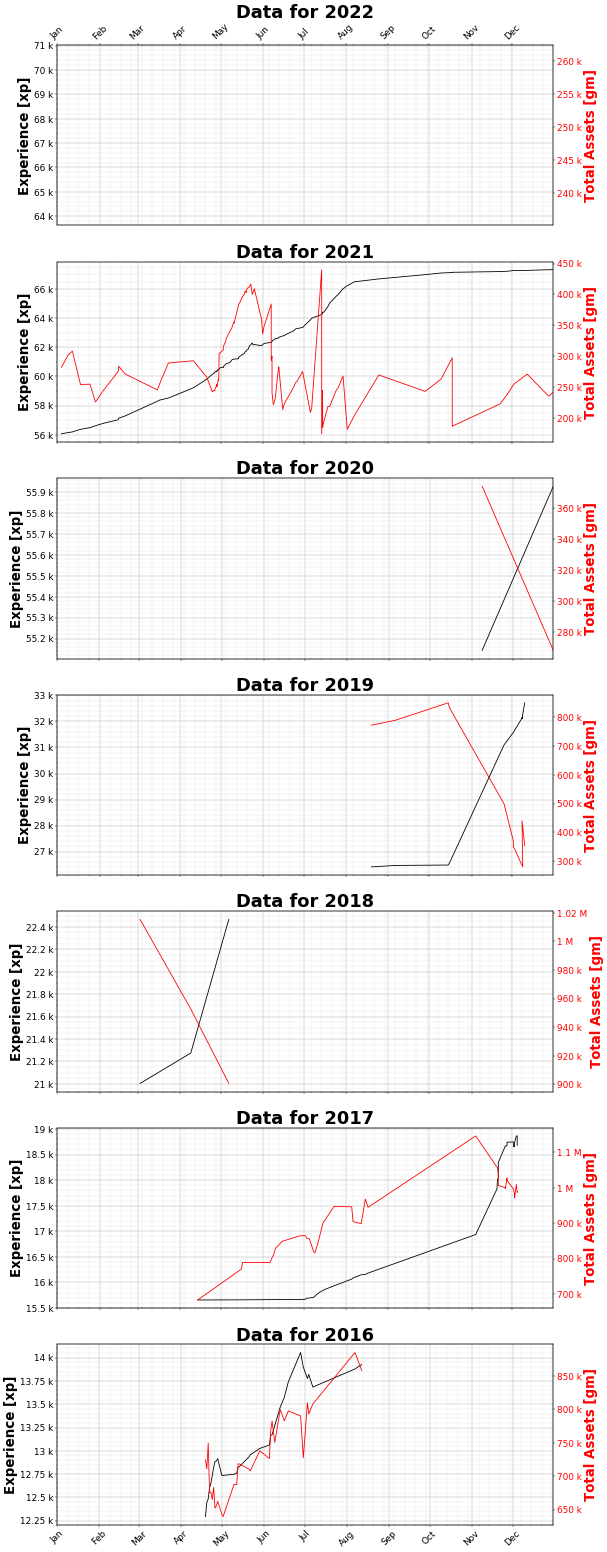 Data for 2022
Jan Feb Mar Apr May Jun Jul Aug Sep Oct Nov Dec
71 k
70 k
69 k
68 k
67 k
66 k
65 k
64 k
Experience [xp]
260 k
255 k
250 k
245 k
240 k
Total Assets [gm]
Data for 2021
66 k
64 k
62 k
60 k
58 k
56 k
Experience [xp]
450 k
400 k
350 k
300 k
250 k
200 k
Total Assets [gm]
Data for 2020
55.9 k
55.8 k
55.7 k
55.6 k
55.5 k
55.4 k
55.3 k
55.2 k
Experience [xp]
360 k
340 k
320 k
300 k
280 k
Total Assets [gm]
Data for 2019
33 k
32 k
31 k
30 k
29 k
28 k
27 k
Experience [xp]
800 k
700 k
600 k
500 k
400 k
300 k
Total Assets [gm]
Data for 2018
22.4 k
22.2 k
22 k
21.8 k
21.6 k
21.4 k
21.2 k
21 k
Experience [xp]
1.02 M
1 M
980 k
960 k
940 k
920 k
900 k
Total Assets [gm]
Data for 2017
19 k
18.5 k
18 k
17.5 k
17 k
16.5 k
16 k
15.5 k
Experience [xp]
1.1 M
1 M
900 k
800 k
700 k
Total Assets [gm]
Data for 2016
14 k
13.75 k
13.5 k
13.25 k
13 k
12.75 k
12.5 k
12.25 k
Experience [xp]
850 k
800 k
750 k
700 k
650 k
Total Assets [gm]
Jan Feb Mar Apr May Jun Jul Aug Sep Oct Nov Dec